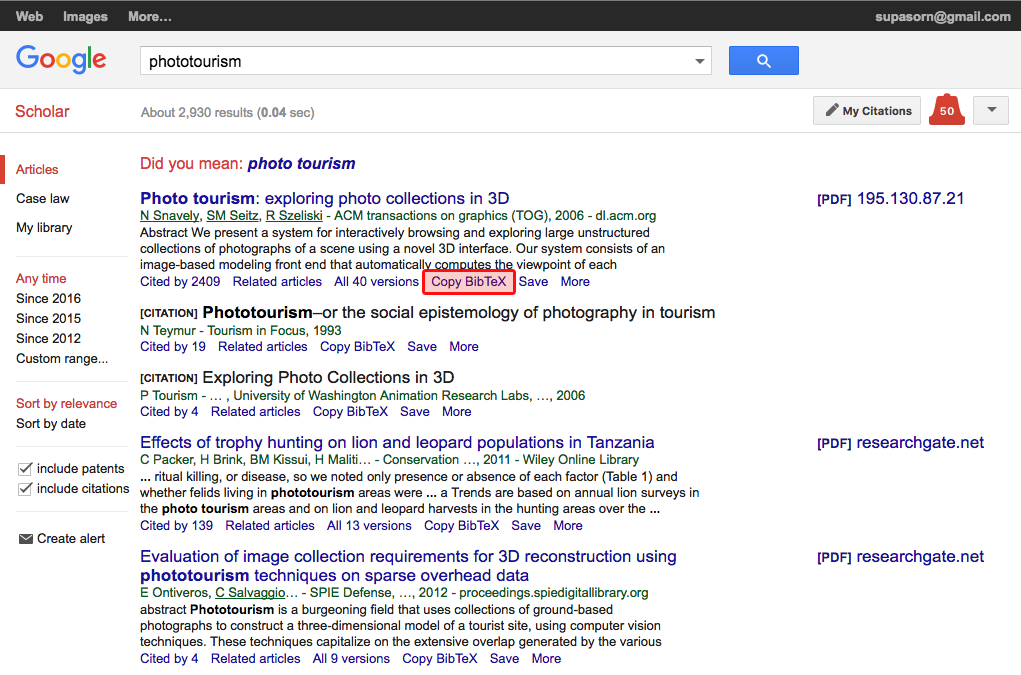 Web Images More... supasorn@gmail.com
Google phototourism
Scholar About 2,930 results (0.04 sec) My Citations 50
Articles
Case law
My library
Any time
Since 2016
Since 2015
Since 2012
Custom range...
Sort by relevance
Sort by date
include patents
include citations
Create alert
Did you mean: photo tourism
Photo tourism: exploring photo collections in 3D [PDF] 195.130.87.21
N Snavely, SM Seitz, R Szeliski - ACM transactions on graphics (TOG), 2006 - dl.acm.org
Abstract We present a system for interactively browsing and exploring large unstructured
collections of photographs of a scene using a novel 3D interface. Our system consists of an
image-based modeling front end that automatically computes the viewpoint of each
Cited by 2409 Related articles All 40 versions Copy BibTeX Save More
[CITATION] Phototourism–or the social epistemology of photography in tourism
N Teymur - Tourism in Focus, 1993
Cited by 19 Related articles Copy BibTeX Save More
[CITATION] Exploring Photo Collections in 3D
P Tourism - … , University of Washington Animation Research Labs, …, 2006
Cited by 4 Related articles Copy BibTeX Save More
Effects of trophy hunting on lion and leopard populations in Tanzania [PDF] researchgate.net
C Packer, H Brink, BM Kissui, H Maliti… - Conservation …, 2011 - Wiley Online Library
... ritual killing, or disease, so we noted only presence or absence of each factor (Table 1) and
whether felids living in phototourism areas were ... a Trends are based on annual lion surveys in
the photo tourism areas and on lion and leopard harvests in the hunting areas over the ...
Cited by 139 Related articles All 13 versions Copy BibTeX Save More
Evaluation of image collection requirements for 3D reconstruction using [PDF] researchgate.net
phototourism techniques on sparse overhead data
E Ontiveros, C Salvaggio… - SPIE Defense, …, 2012 - proceedings.spiedigitallibrary.org
abstract Phototourism is a burgeoning field that uses collections of ground-based
photographs to construct a three-dimensional model of a tourist site, using computer vision
techniques. These techniques capitalize on the extensive overlap generated by the various
Cited by 4 Related articles All 9 versions Copy BibTeX Save More